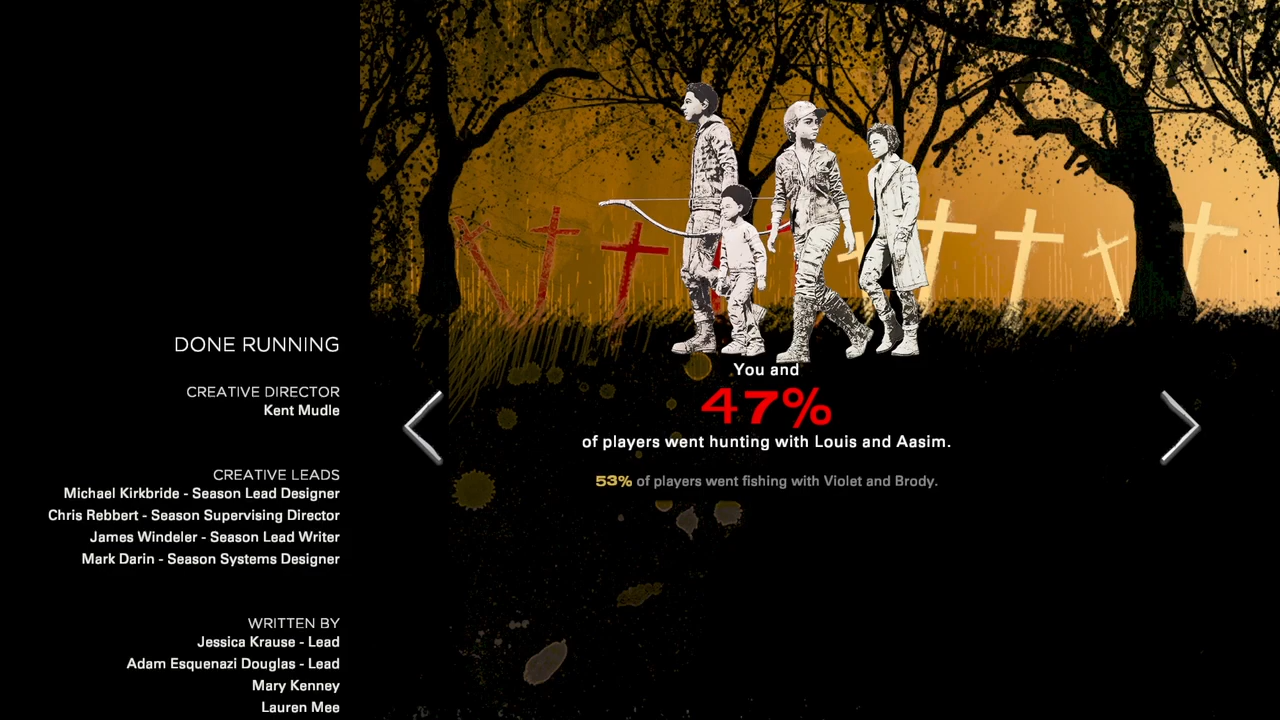 DONE RUNNING
CREATIVE DIRECTOR
Kent Mudle
CREATIVE LEADS
Michael Kirkbride - Season Lead Designer
Chris Rebbert - Season Supervising Director
James Windeler - Season Lead Writer
Mark Darin - Season Systems Designer
WRITTEN BY
Jessica Krause - Lead
Adam Esquenazi Douglas - Lead
Mary Kenney
Lauren Mee
You and
47%
of players went hunting with Louis and Aasim.
53% of players went fishing with Violet and Brody.